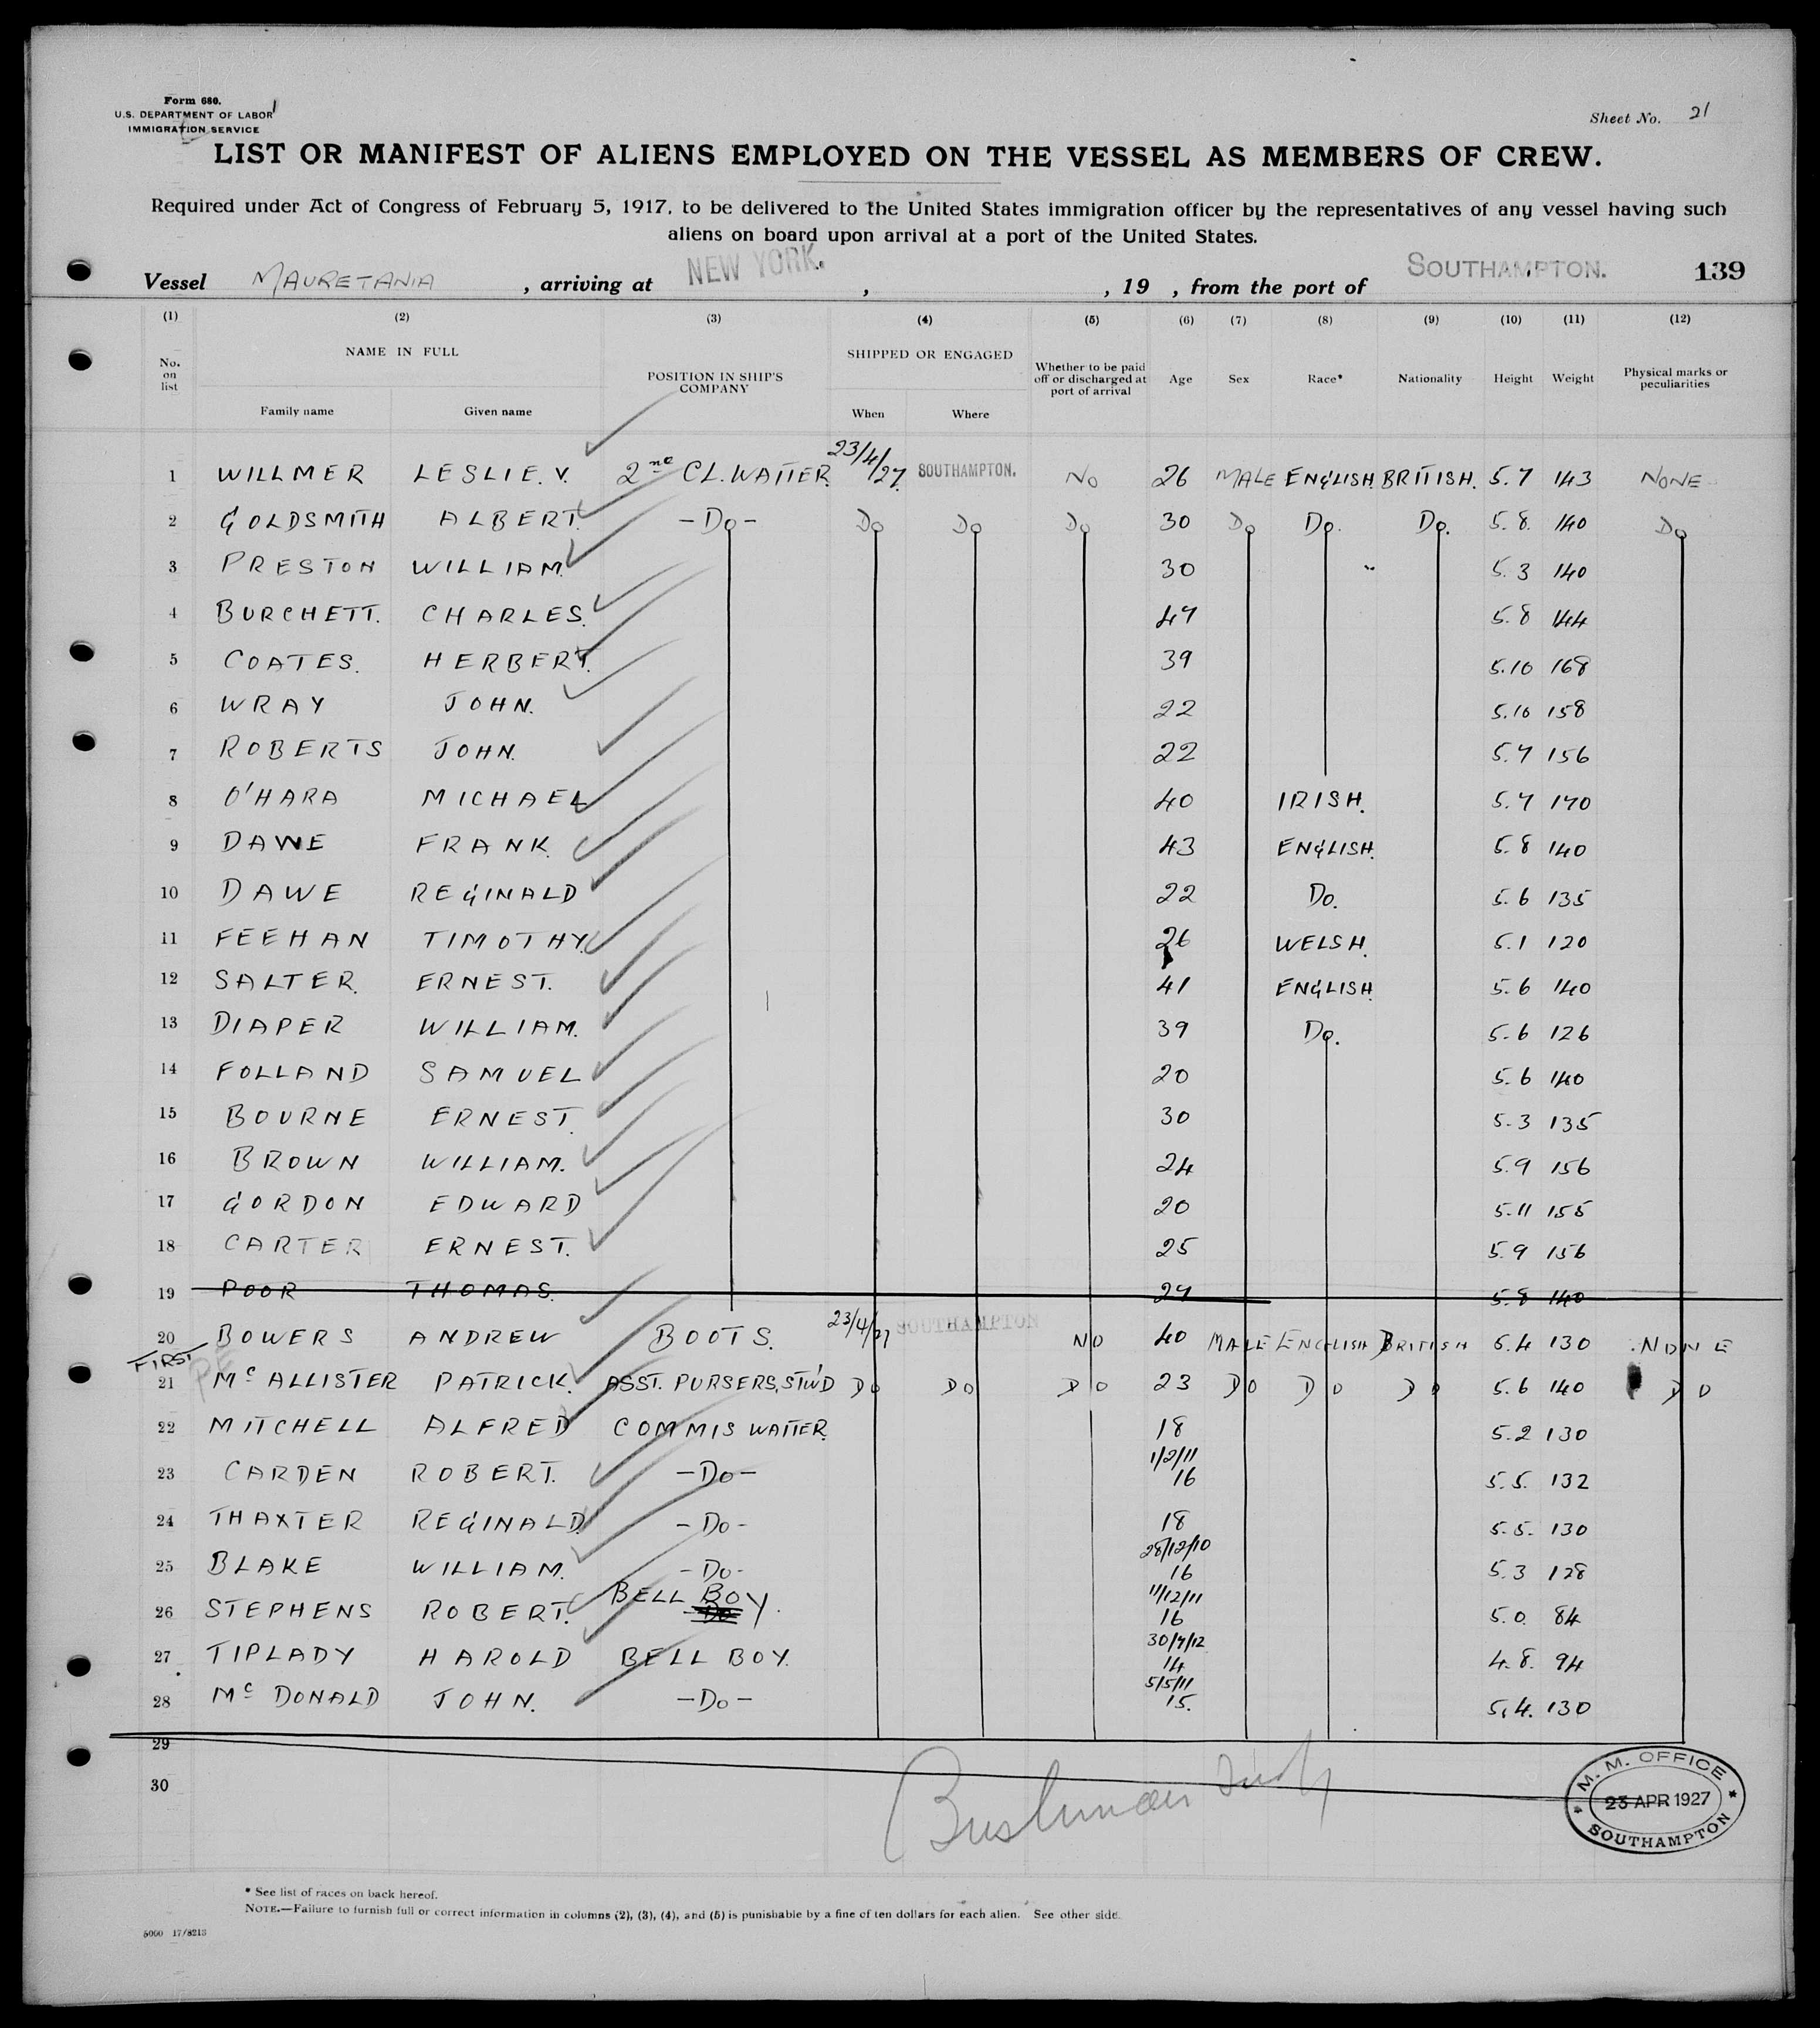 Form 680.
U.S. DEPARTMENT OF LABOR
IMMIGRATION SERVICE
Sheet No. 21
LIST OR MANIFEST OF ALIENS EMPLOYED ON THE VESSEL AS MEMBERS OF CREW.
Required under Act of Congress of February 5, 1917, to be delivered to the United States immigration officer by the representatives of any vessel having such
aliens on board upon arrival at a port of the United States.
Vessel MAURETANIA, arriving at NEW YORK. , , 19 , from the port of SOUTHAMPTON. 139
(1) (2) (3) (4) (5) (6) (7) (8) (9) (10) (11) (12)
No. on list NAME IN FULL Family name Given name POSITION IN SHIP'S COMPANY SHIPPED OR ENGAGED When Where Whether to be paid off or discharged at port of arrival Age Sex Race* Nationality Height Weight Physical marks or peculiarities
1 WILLMER LESLIE. V. 2nd CL. WAITER. 23/4/27. SOUTHAMPTON. NO 26 MALE ENGLISH. BRITISH. 5.7 143 NONE
2 GOLDSMITH ALBERT. -Do- Do Do Do 30 Do Do. Do. 5.8. 140 Do
3 PRESTON WILLIAM. 30 5.3 140
4 BURCHETT. CHARLES. 47 5.8 144
5 COATES. HERBERT. 39 5.10 168
6 WRAY JOHN. 22 5.10 158
7 ROBERTS JOHN. 22 5.7 156
8 O'HARA MICHAEL 40 IRISH. 5.7 170
9 DAWE FRANK. 43 ENGLISH. 5.8 140
10 DAWE REGINALD 22 Do. 5.6 135
11 FEEHAN TIMOTHY. 26 WELSH. 5.1 120
12 SALTER. ERNEST. 41 ENGLISH. 5.6 140
13 DIAPER WILLIAM. 39 Do. 5.6 126
14 FOLLAND SAMUEL 20 5.6 140
15 BOURNE ERNEST. 30 5.3 135
16 BROWN WILLIAM. 24 5.9 156
17 GORDON EDWARD 20 5.11 155
18 CARTER ERNEST. 25 5.9 156
19 POOR THOMAS. 27 5.8 140
20 BOWERS ANDREW BOOTS. 23/4/27 SOUTHAMPTON NO 40 MALE ENGLISH BRITISH 5.4 130 NONE
FIRST
21 Mc ALLISTER PATRICK. ASST. PURSERS, STW'D DO DO DO 23 DO DO DO 5.6 140 DO
22 MITCHELL ALFRED COMMIS WAITER. 18 5.2 130
23 CARDEN ROBERT. -Do- 1/2/11 16 5.5. 132
24 THAXTER REGINALD. -Do- 18 5.5. 130
25 BLAKE WILLIAM. -Do- 28/12/10 16 5.3 128
26 STEPHENS ROBERT. BELL BOY. Do 11/12/11 16 5.0. 84
27 TIPLADY HAROLD BELL BOY. 30/7/12 14 4.8. 94
28 Mc DONALD JOHN. -Do- 5/5/11 15. 5.4. 130
29
30
M. M. OFFICE
23 APR 1927
SOUTHAMPTON
* See list of races on back hereof.
NOTE.—Failure to furnish full or correct information in columns (2), (3), (4), and (5) is punishable by a fine of ten dollars for each alien. See other side.
5000 17/8213